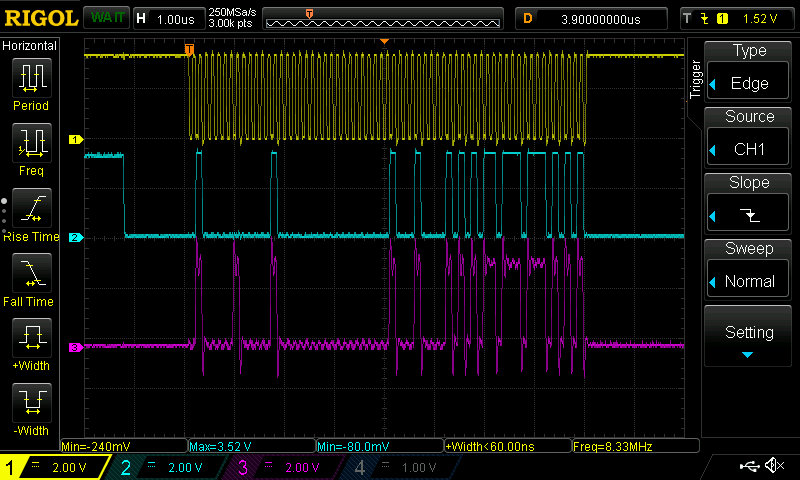 RIGOL WAIT H 1.00us 250MSa/s 3.00k pts D 3.90000000us T 1 1.52 V
Horizontal
Period
Freq
Rise Time
Fall Time
+Width
-Width
T
1
2
3
Trigger
Type
Edge
Source
CH1
Slope
Sweep
Normal
Setting
Min=-240mV Max=3.52 V Min=-80.0mV +Width<60.00ns Freq=8.33MHz
1 2.00 V 2 2.00 V 3 2.00 V 4 1.00 V